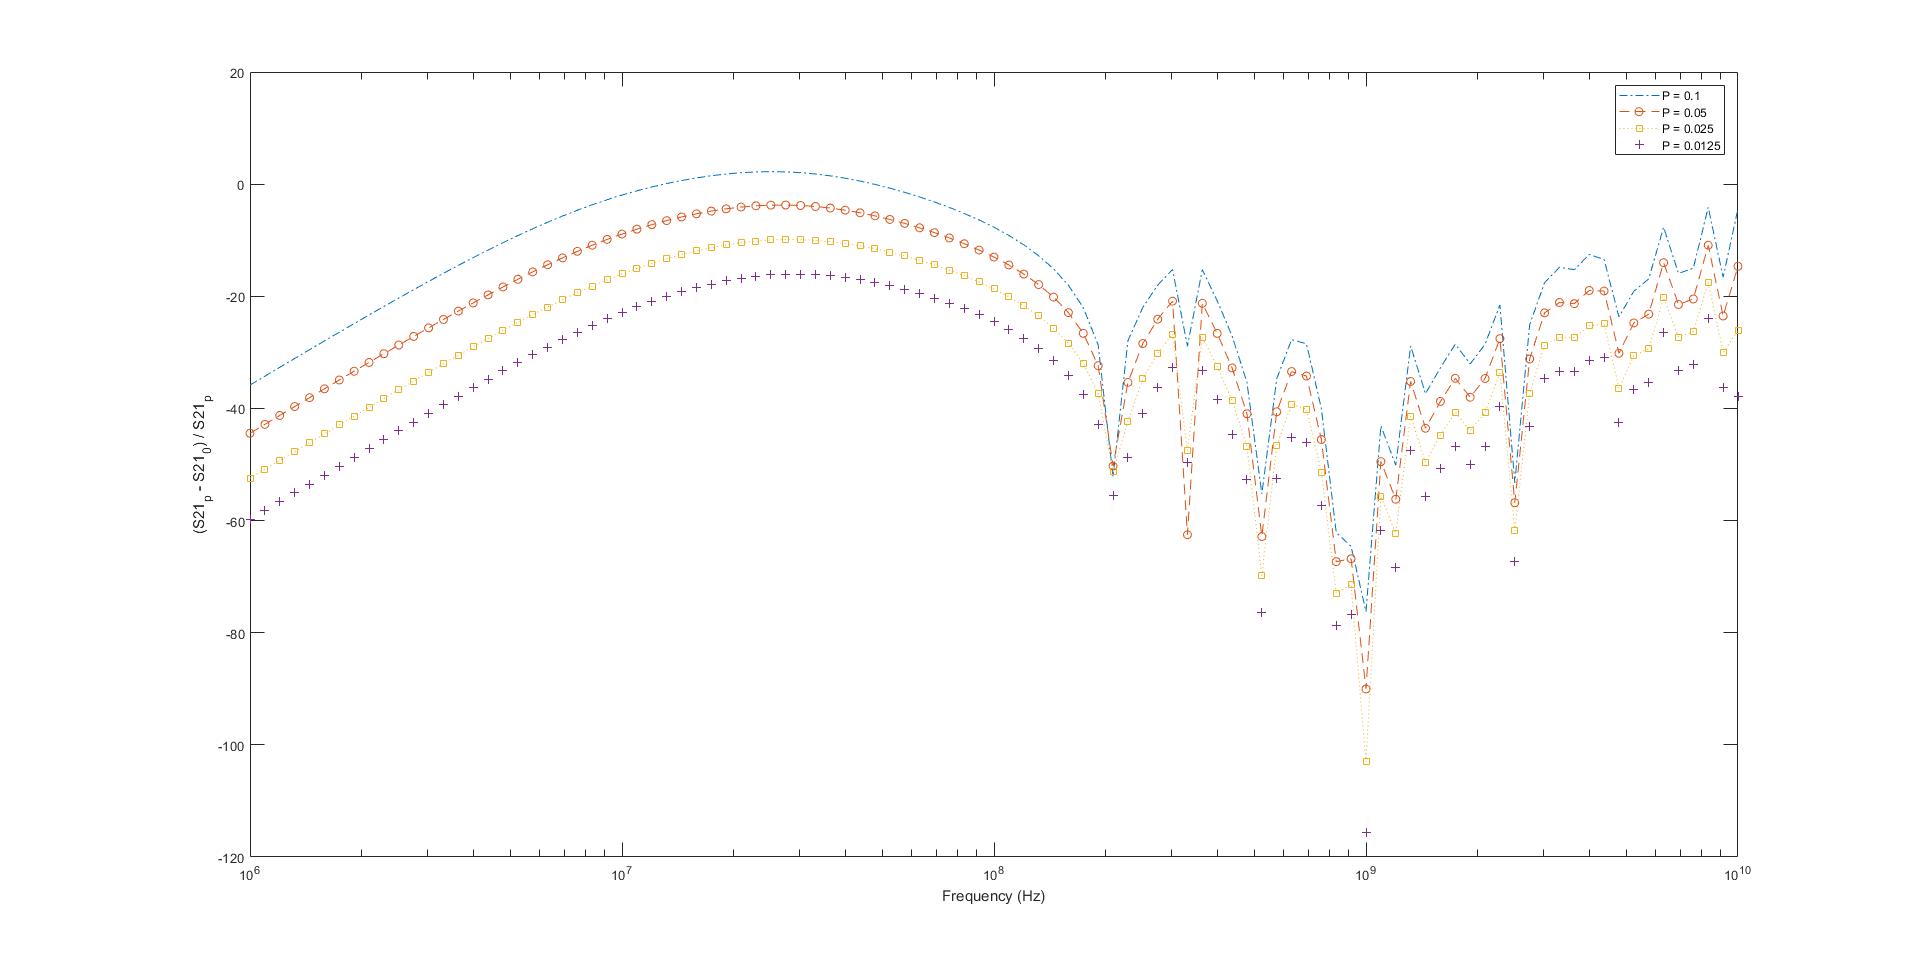 20
0
-20
-40
-60
-80
-100
-120
(S21p - S210) / S21p
10^6
10^7
10^8
10^9
10^10
Frequency (Hz)
P = 0.1
P = 0.05
P = 0.025
P = 0.0125